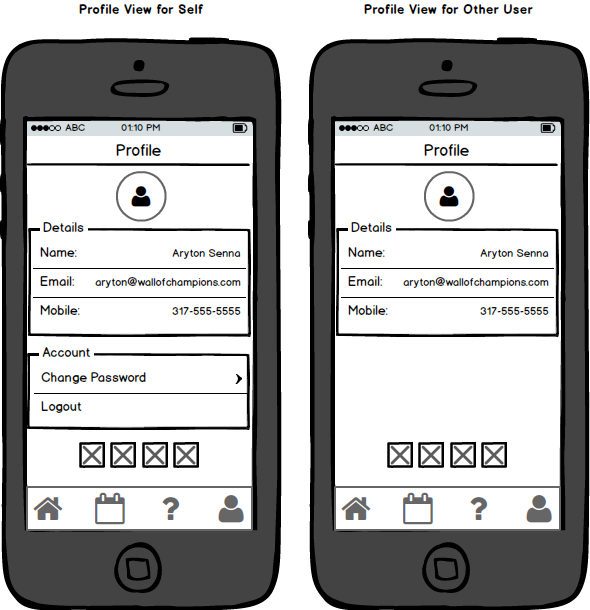 Profile View for Self
ABC 01:10 PM
Profile
Details
Name: Aryton Senna
Email: aryton@wallofchampions.com
Mobile: 317-555-5555
Account
Change Password
Logout
?
Profile View for Other User
ABC 01:10 PM
Profile
Details
Name: Aryton Senna
Email: aryton@wallofchampions.com
Mobile: 317-555-5555
?